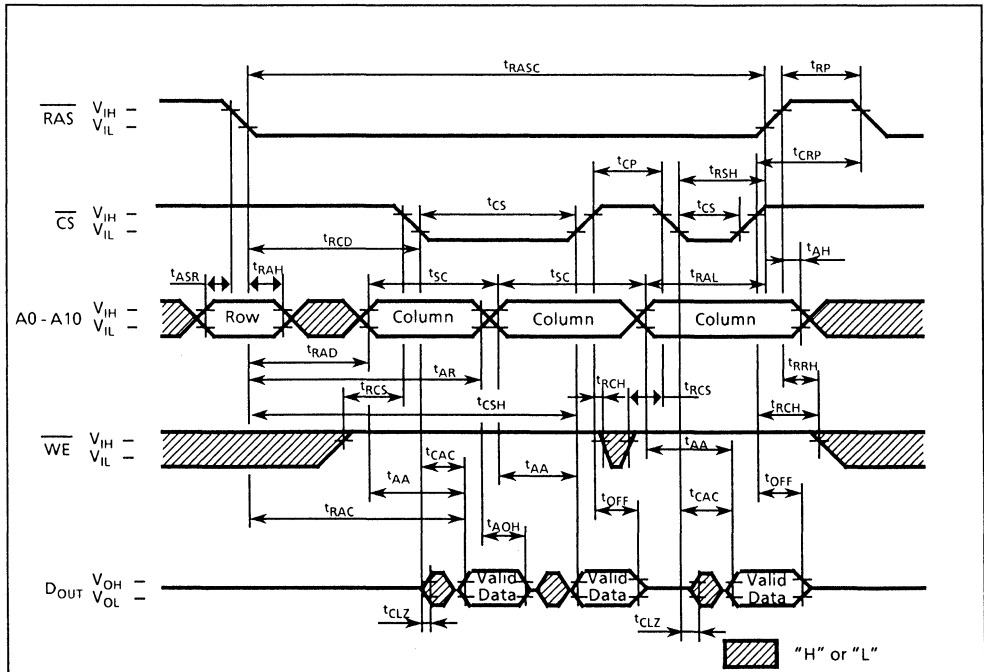 tRASC tRP
RAS VIH VIL
tCRP
tCP tRSH
CS VIH VIL
tCS tCS
tRCD
tASR tRAH tSC tSC tRAL tAH
A0 - A10 VIH VIL Row Column Column Column
tRAD tRRH
tAR
tRCS tRCH tRCS
tCSH tRCH
WE VIH VIL
tCAC tAA
tAA tAA tOFF tCAC tOFF
tRAC
tAOH
DOUT VOH VOL Valid Data Valid Data Valid Data
tCLZ tCLZ
"H" or "L"